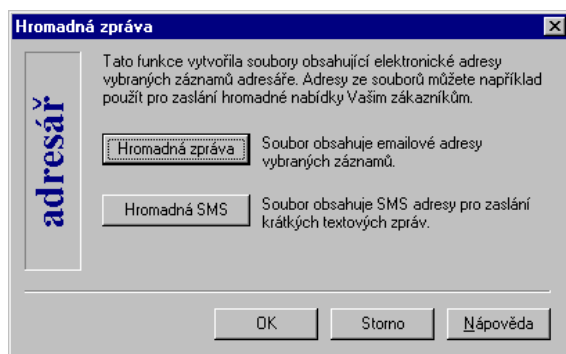 Hromadná zpráva
adresář
Tato funkce vytvořila soubory obsahující elektronické adresy
vybraných záznamů adresáře. Adresy ze souborů můžete například
použít pro zaslání hromadné nabídky Vašim zákazníkům.
Hromadná zpráva
Soubor obsahuje emailové adresy
vybraných záznamů.
Hromadná SMS
Soubor obsahuje SMS adresy pro zaslání
krátkých textových zpráv.
OK
Storno
Nápověda